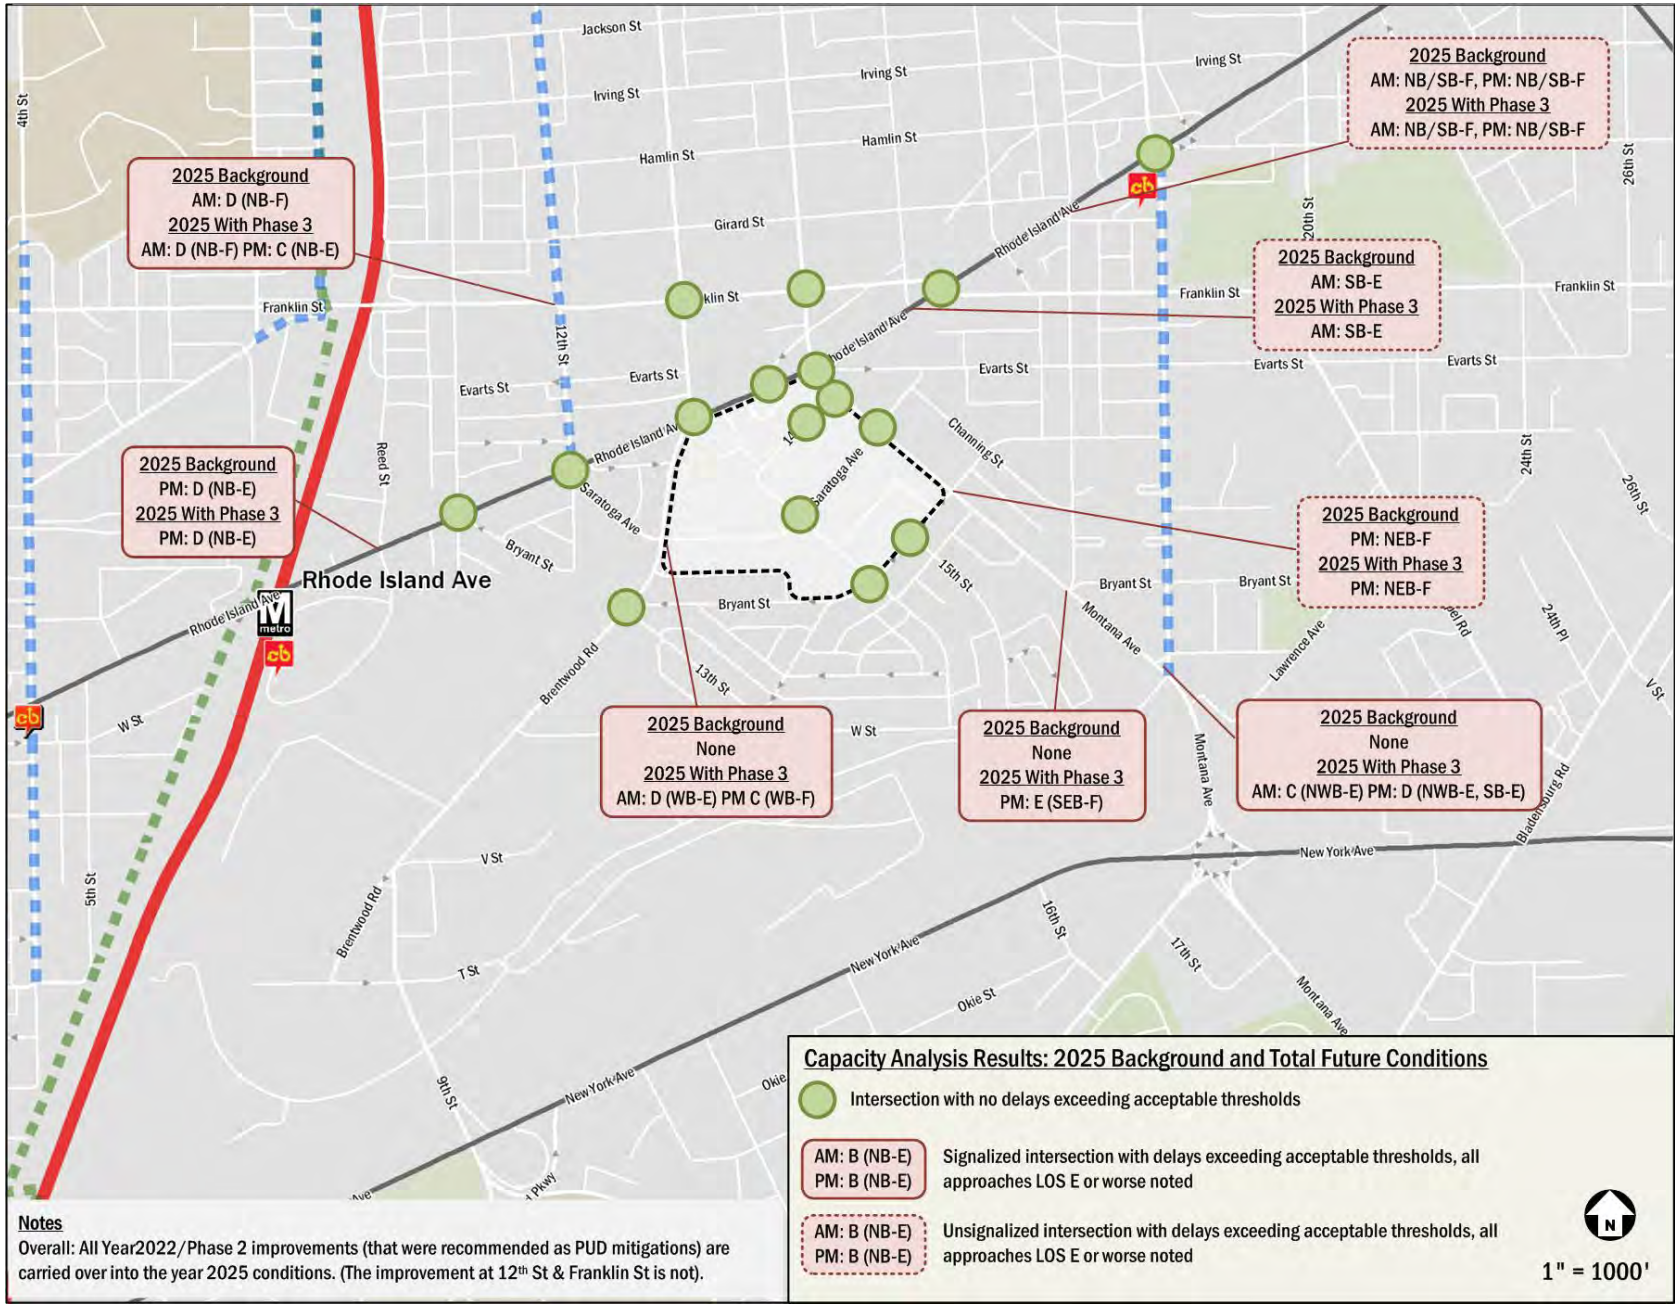 Jackson St
Irving St
Irving St
Irving St
4th St
Hamlin St
Hamlin St
26th St
2025 Background
AM: NB/SB-F, PM: NB/SB-F
2025 With Phase 3
AM: NB/SB-F, PM: NB/SB-F
2025 Background
AM: D (NB-F)
2025 With Phase 3
AM: D (NB-F) PM: C (NB-E)
Girard St
Rhode Island Ave
20th St
cb
2025 Background
AM: SB-E
2025 With Phase 3
AM: SB-E
Franklin St
klin St
Franklin St
Franklin St
12th St
hode Island Ave
Evarts St
Evarts St
Evarts St
Evarts St
Evarts St
Reed St
Rhode Island Av
Saratoga Ave
14
Saratoga Ave
Channing St
24th St
26th St
2025 Background
PM: D (NB-E)
2025 With Phase 3
PM: D (NB-E)
2025 Background
PM: NEB-F
2025 With Phase 3
PM: NEB-F
Bryant St
15th St
Bryant St
Bryant St
Bryant St
Rhode Island Ave
Rhode Island Ave
M
metro
cb
cb
Montana Ave
Lawrence Ave
pel Rd
24th Pl
V St
Brentwood Rd
13th St
W St
W St
2025 Background
None
2025 With Phase 3
AM: D (WB-E) PM C (WB-F)
2025 Background
None
2025 With Phase 3
PM: E (SEB-F)
2025 Background
None
2025 With Phase 3
AM: C (NWB-E) PM: D (NWB-E, SB-E)
Montana Ave
Bladensburg Rd
New York Ave
V St
5th St
Brentwood Rd
T St
New York Ave
16th St
17th St
Okie St
Montana Ave
9th St
New York Ave
Okie
Pkwy
Ave
Capacity Analysis Results: 2025 Background and Total Future Conditions
Intersection with no delays exceeding acceptable thresholds
AM: B (NB-E)
PM: B (NB-E)
Signalized intersection with delays exceeding acceptable thresholds, all
approaches LOS E or worse noted
AM: B (NB-E)
PM: B (NB-E)
Unsignalized intersection with delays exceeding acceptable thresholds, all
approaches LOS E or worse noted
N
1" = 1000'
Notes
Overall: All Year2022/Phase 2 improvements (that were recommended as PUD mitigations) are
carried over into the year 2025 conditions. (The improvement at 12th St & Franklin St is not).